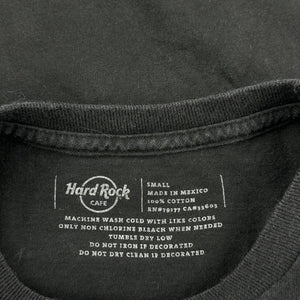 Hard Rock
CAFE
SMALL
MADE IN MEXICO
100% COTTON
RN#79177 CA#33603
MACHINE WASH COLD WITH LIKE COLORS
ONLY NON CHLORINE BLEACH WHEN NEEDED
TUMBLE DRY LOW
DO NOT IRON IF DECORATED
DO NOT DRY CLEAN IF DECORATED